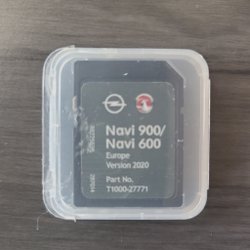 Navi 900/
Navi 600
Europe
Version 2020
Part No.
T1000-27771